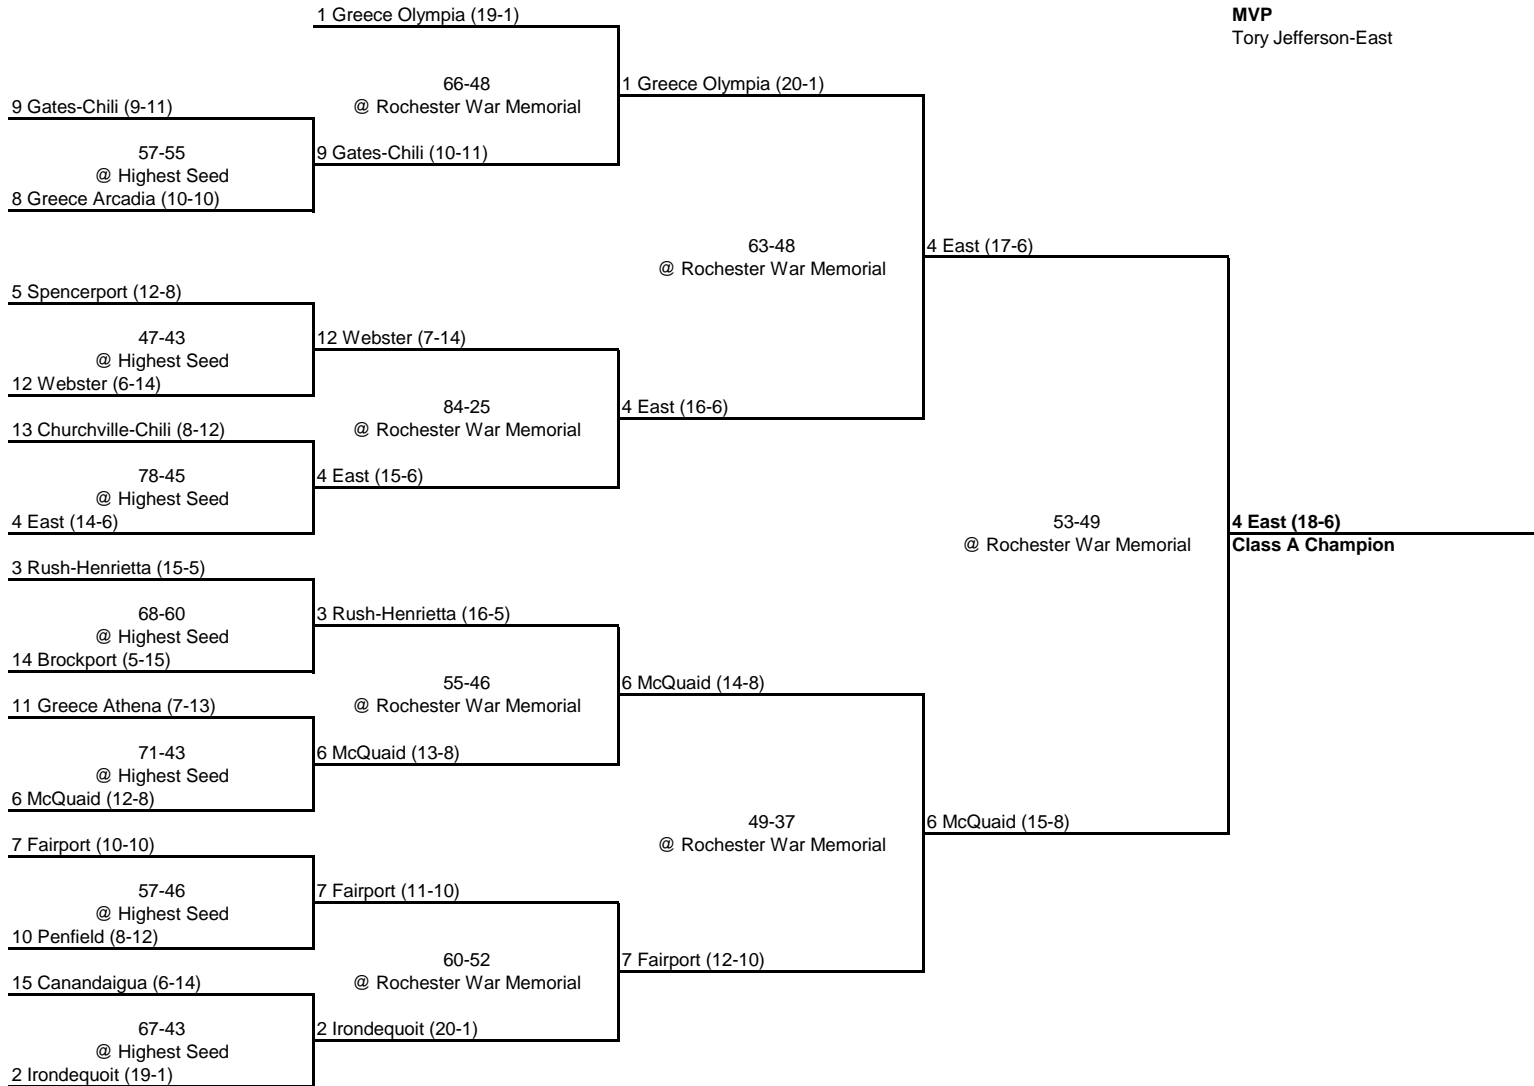 1 Greece Olympia (19-1)
MVP
Tory Jefferson-East
66-48
@ Rochester War Memorial
1 Greece Olympia (20-1)
9 Gates-Chili (9-11)
57-55
@ Highest Seed
9 Gates-Chili (10-11)
8 Greece Arcadia (10-10)
63-48
@ Rochester War Memorial
4 East (17-6)
5 Spencerport (12-8)
47-43
@ Highest Seed
12 Webster (7-14)
12 Webster (6-14)
84-25
@ Rochester War Memorial
4 East (16-6)
13 Churchville-Chili (8-12)
78-45
@ Highest Seed
4 East (15-6)
4 East (14-6)
53-49
@ Rochester War Memorial
4 East (18-6)
Class A Champion
3 Rush-Henrietta (15-5)
68-60
@ Highest Seed
3 Rush-Henrietta (16-5)
14 Brockport (5-15)
55-46
@ Rochester War Memorial
6 McQuaid (14-8)
11 Greece Athena (7-13)
71-43
@ Highest Seed
6 McQuaid (13-8)
6 McQuaid (12-8)
49-37
@ Rochester War Memorial
6 McQuaid (15-8)
7 Fairport (10-10)
57-46
@ Highest Seed
7 Fairport (11-10)
10 Penfield (8-12)
60-52
@ Rochester War Memorial
7 Fairport (12-10)
15 Canandaigua (6-14)
67-43
@ Highest Seed
2 Irondequoit (20-1)
2 Irondequoit (19-1)